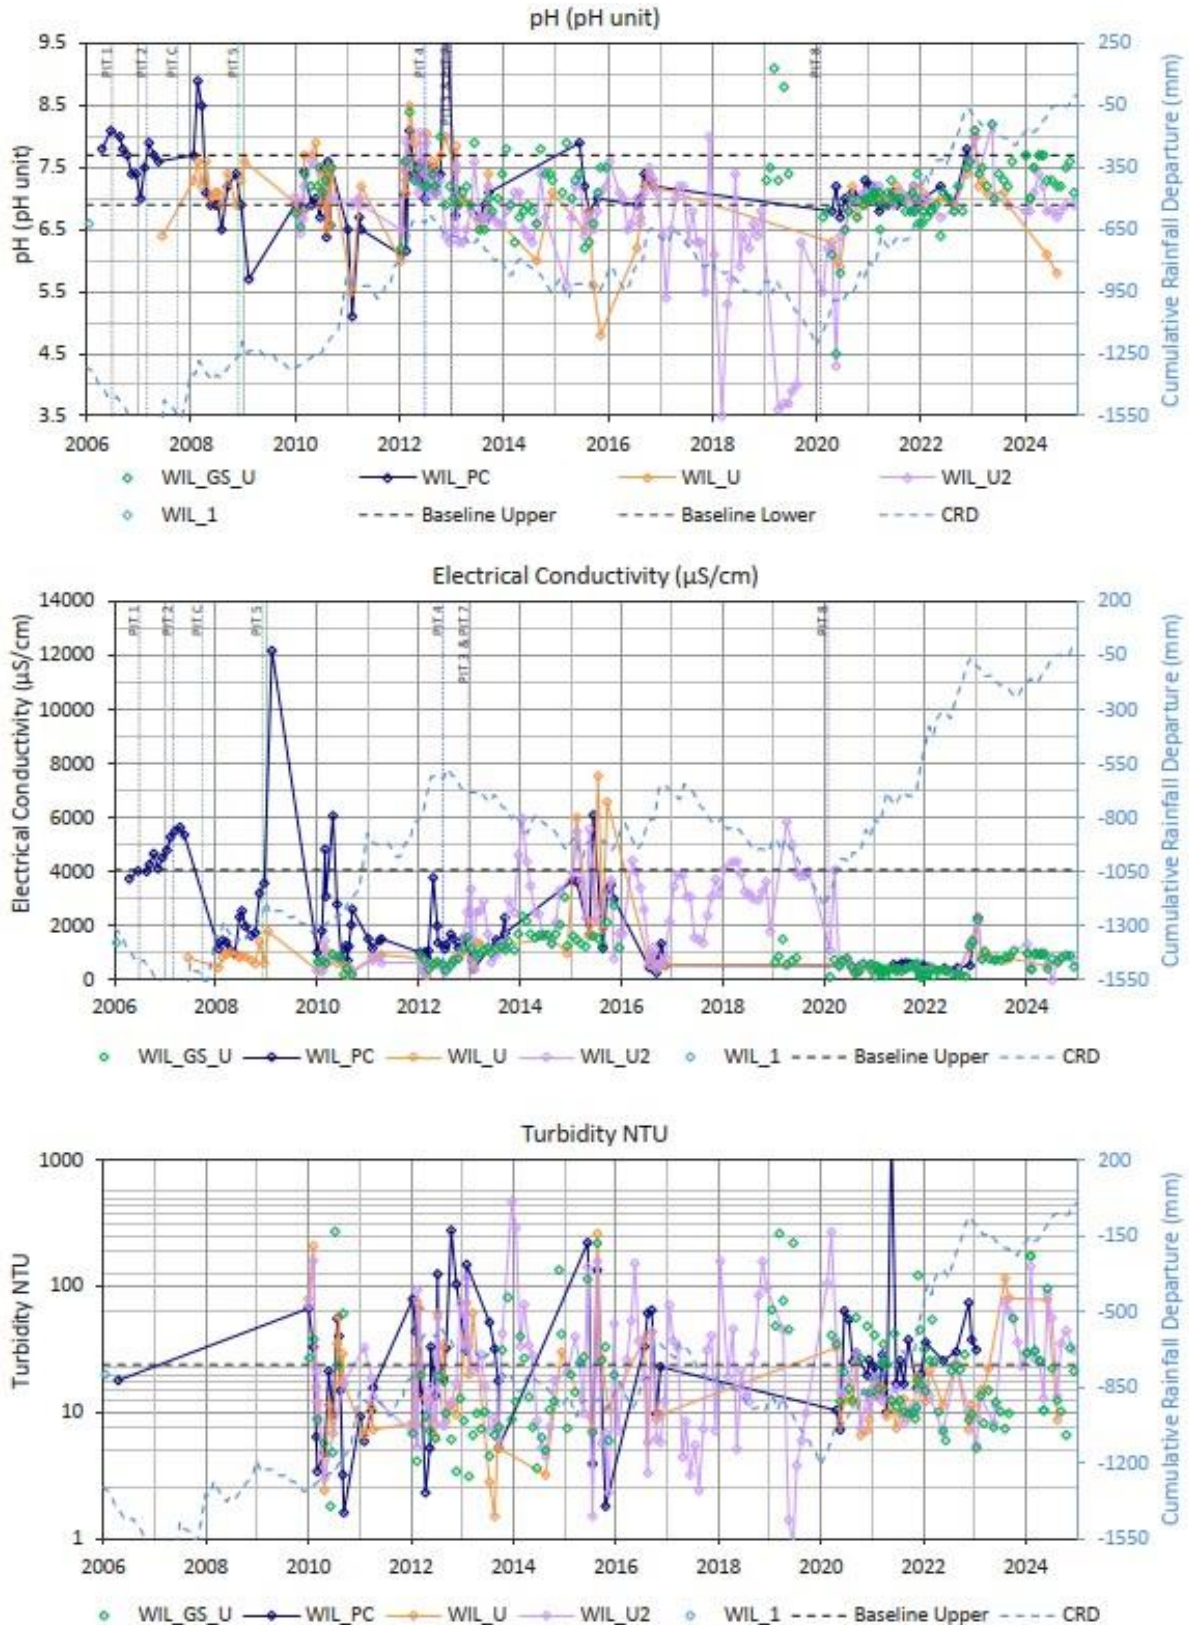 pH (pH unit)
9.5 250
8.5 -50
7.5 -350
6.5 -650
5.5 -950
4.5 -1250
3.5 -1550
pH (pH unit)
Cumulative Rainfall Departure (mm)
PIT 1 PIT 2 PIT C PIT 5 PIT 4 PIT 8
2006 2008 2010 2012 2014 2016 2018 2020 2022 2024
WIL_GS_U WIL_PC WIL_U WIL_U2
WIL_1 Baseline Upper Baseline Lower CRD
Electrical Conductivity (µS/cm)
14000 200
12000 50
10000 -300
8000 -550
6000 -800
4000 -1050
2000 -1300
0 -1550
Electrical Conductivity (µS/cm)
Cumulative Rainfall Departure (mm)
PIT 1 PIT 2 PIT C PIT 5 PIT 4 PIT 3 & PIT 7 PIT 8
2006 2008 2010 2012 2014 2016 2018 2020 2022 2024
WIL_GS_U WIL_PC WIL_U WIL_U2 WIL_1 Baseline Upper CRD
Turbidity NTU
1000 200
-150
100 -500
-850
10 -1200
1 -1550
Turbidity NTU
Cumulative Rainfall Departure (mm)
2006 2008 2010 2012 2014 2016 2018 2020 2022 2024
WIL_GS_U WIL_PC WIL_U WIL_U2 WIL_1 Baseline Upper CRD